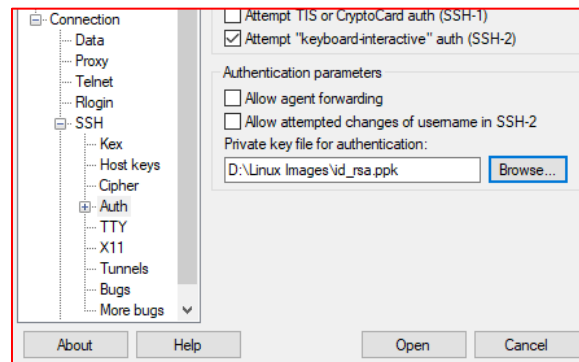 Connection
Data
Proxy
Telnet
Rlogin
SSH
Kex
Host keys
Cipher
Auth
TTY
X11
Tunnels
Bugs
More bugs
Attempt TIS or CryptoCard auth (SSH-1)
Attempt "keyboard-interactive" auth (SSH-2)
Authentication parameters
Allow agent forwarding
Allow attempted changes of username in SSH-2
Private key file for authentication:
D:\Linux Images\id_rsa.ppk
Browse...
About
Help
Open
Cancel